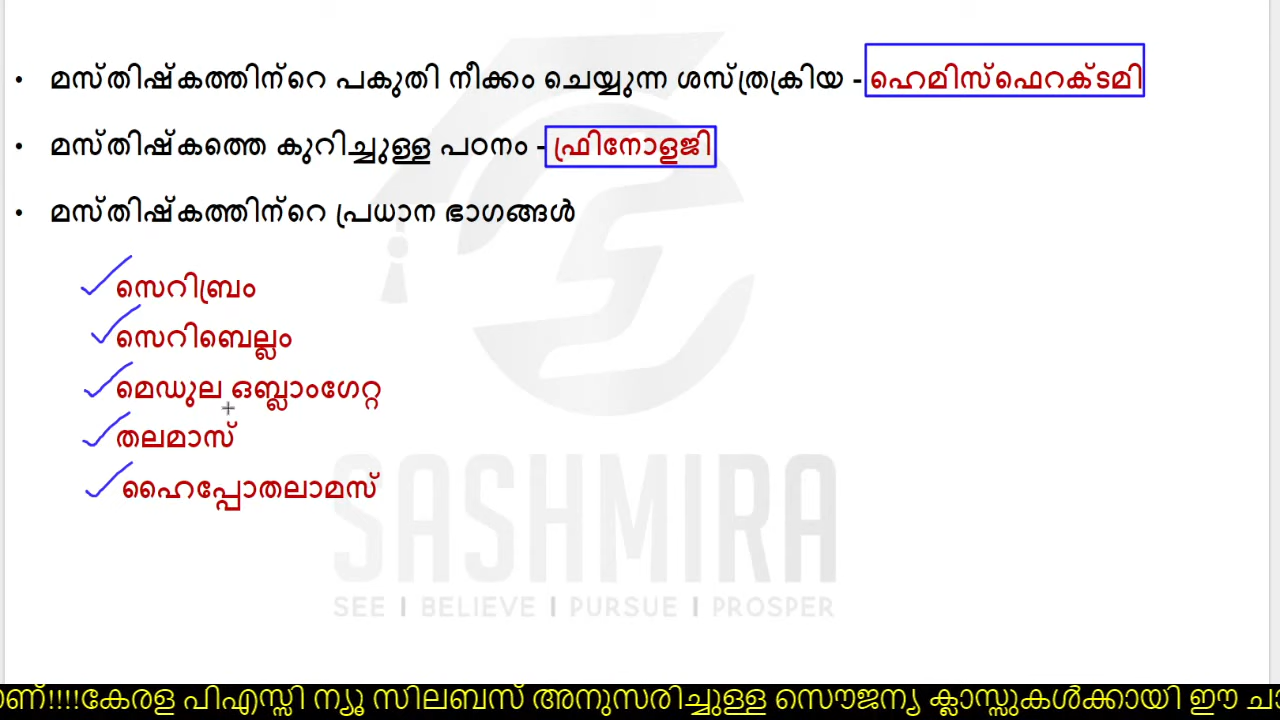 • മസ്തിഷ്കത്തിന്റെ പകുതി നീക്കം ചെയ്യുന്ന ശസ്ത്രക്രിയ - ഹെമിസ്ഫെറക്ടമി
• മസ്തിഷ്കത്തെ കുറിച്ചുള്ള പഠനം - ഫ്രിനോളജി
• മസ്തിഷ്കത്തിന്റെ പ്രധാന ഭാഗങ്ങൾ
സെറിബ്രം
സെറിബെല്ലം
മെഡുല ഒബ്ലാംഗേറ്റ
തലമാസ്
ഹൈപ്പോതലാമസ്
SASHMIRA
SEE | BELIEVE | PURSUE | PROSPER
ണ്!!!!കേരള പിഎസ്സി ന്യൂ സിലബസ് അനുസരിച്ചുള്ള സൌജന്യ ക്ലാസ്സുകൾക്കായി ഈ ചാ